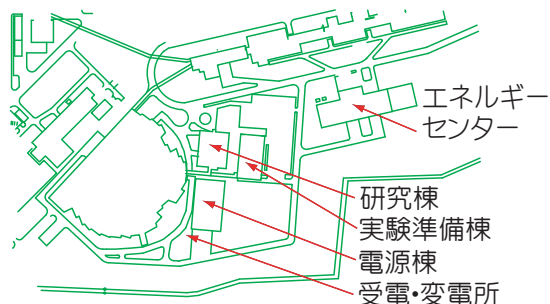 エネルギー
センター
研究棟
実験準備棟
電源棟
受電・変電所